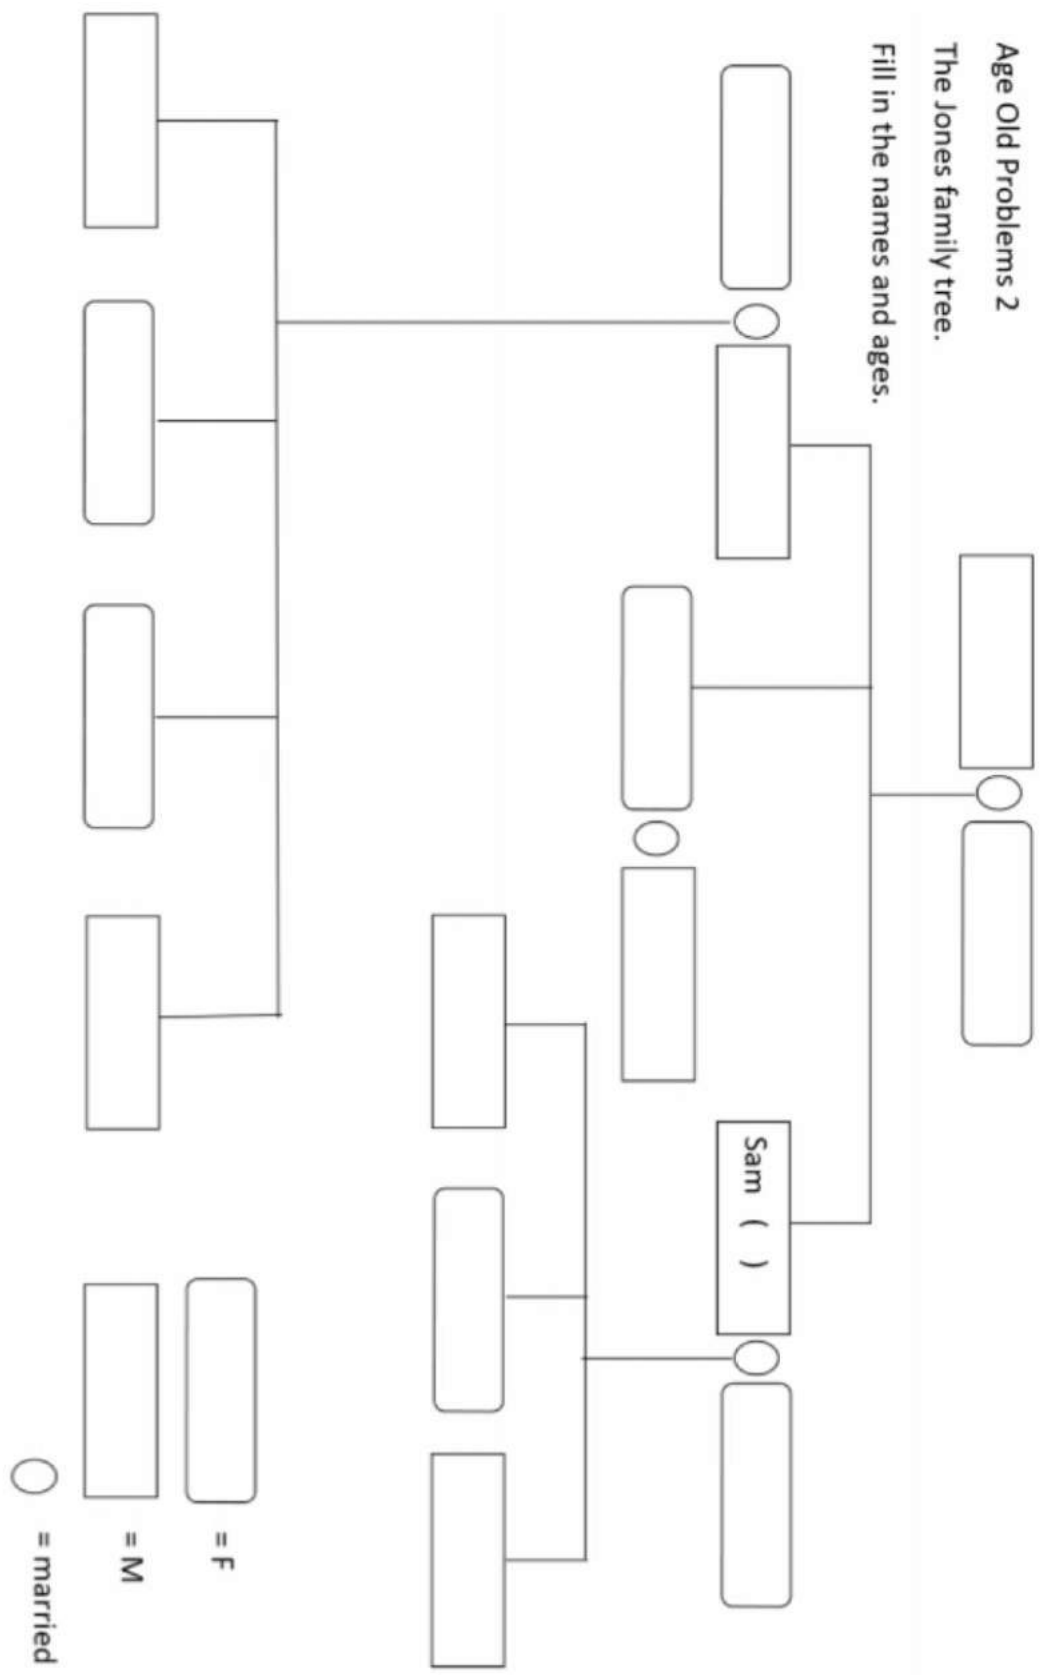 Age Old Problems 2
The Jones family tree.
Fill in the names and ages.
Sam ( )
= F
= M
= married